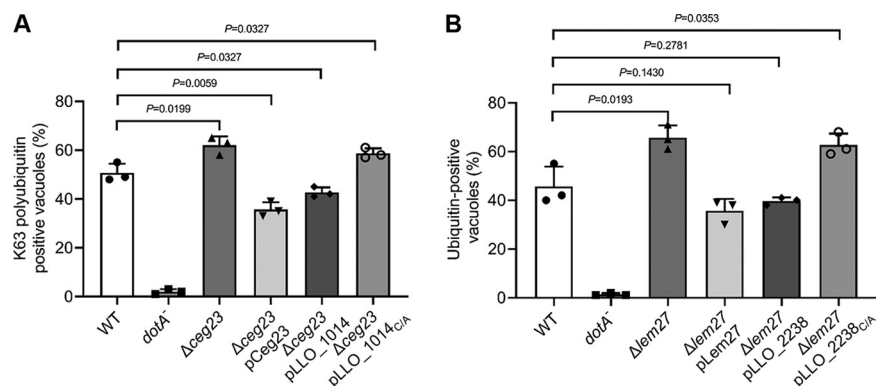 A
P=0.0327
P=0.0327
P=0.0059
P=0.0199
K63 polyubiquitin
positive vacuoles (%)
80
60
40
20
0
WT
dotA⁻
Δceg23
Δceg23
pCeg23
Δceg23
pLLO_1014
Δceg23
pLLO_1014C/A
B
P=0.0353
P=0.2781
P=0.1430
P=0.0193
Ubiquitin-positive
vacuoles (%)
80
60
40
20
0
WT
dotA⁻
Δlem27
Δlem27
pLem27
Δlem27
pLLO_2238
Δlem27
pLLO_2238C/A